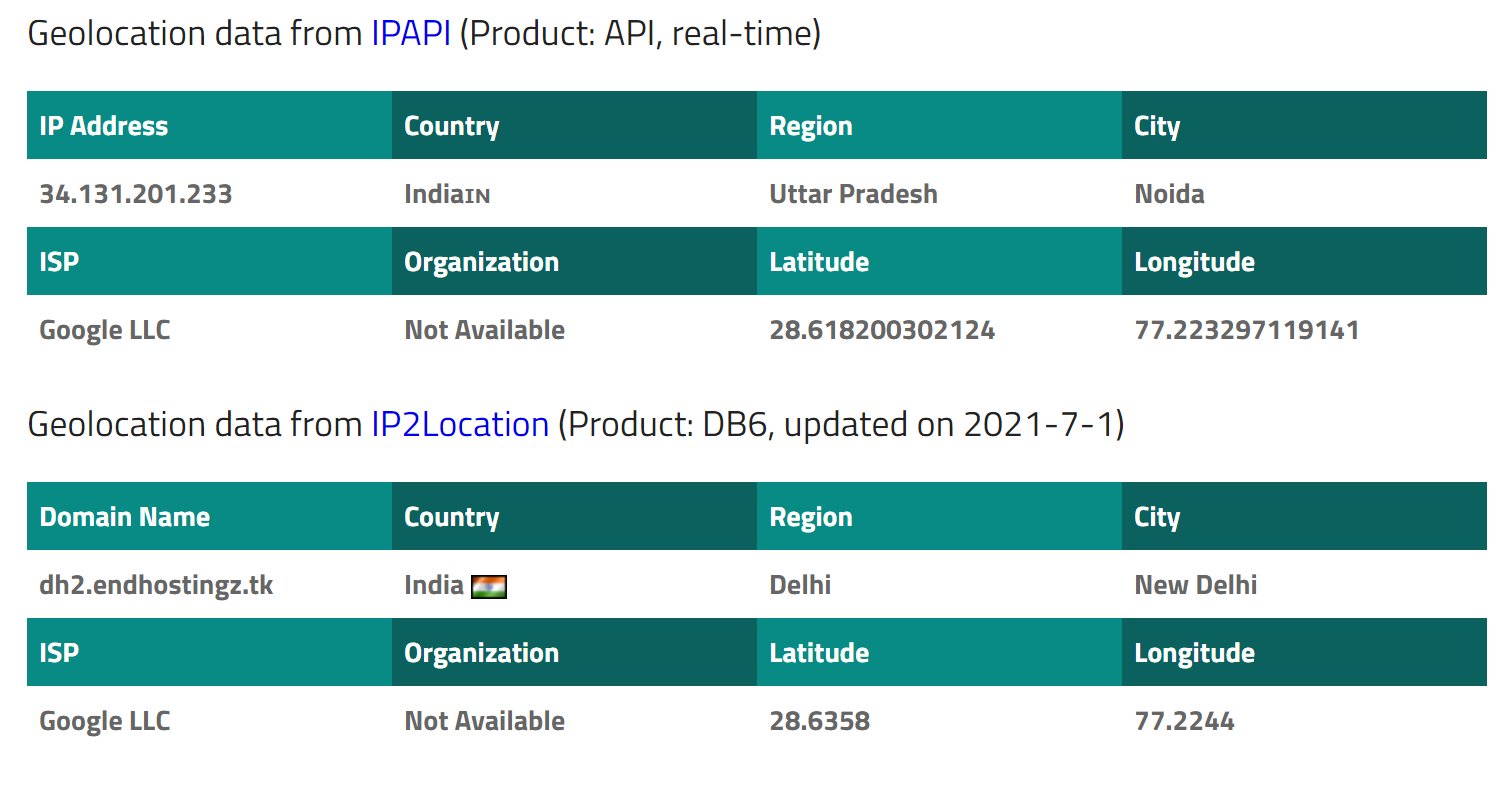 Geolocation data from IPAPI (Product: API, real-time)
IP Address Country Region City
34.131.201.233 Indiaɪɴ Uttar Pradesh Noida
ISP Organization Latitude Longitude
Google LLC Not Available 28.618200302124 77.223297119141
Geolocation data from IP2Location (Product: DB6, updated on 2021-7-1)
Domain Name Country Region City
dh2.endhostingz.tk India Delhi New Delhi
ISP Organization Latitude Longitude
Google LLC Not Available 28.6358 77.2244